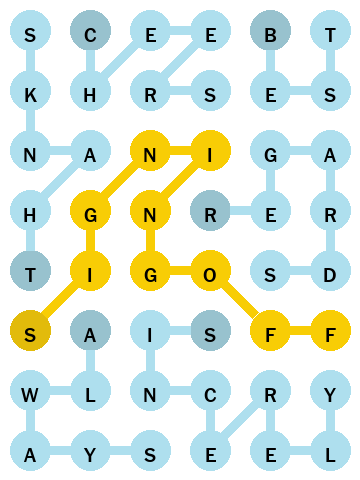 S C E E B T
K H R S E S
N A N I G A
H G N R E R
T I G O S D
S A I S F F
W L N C R Y
A Y S E E L